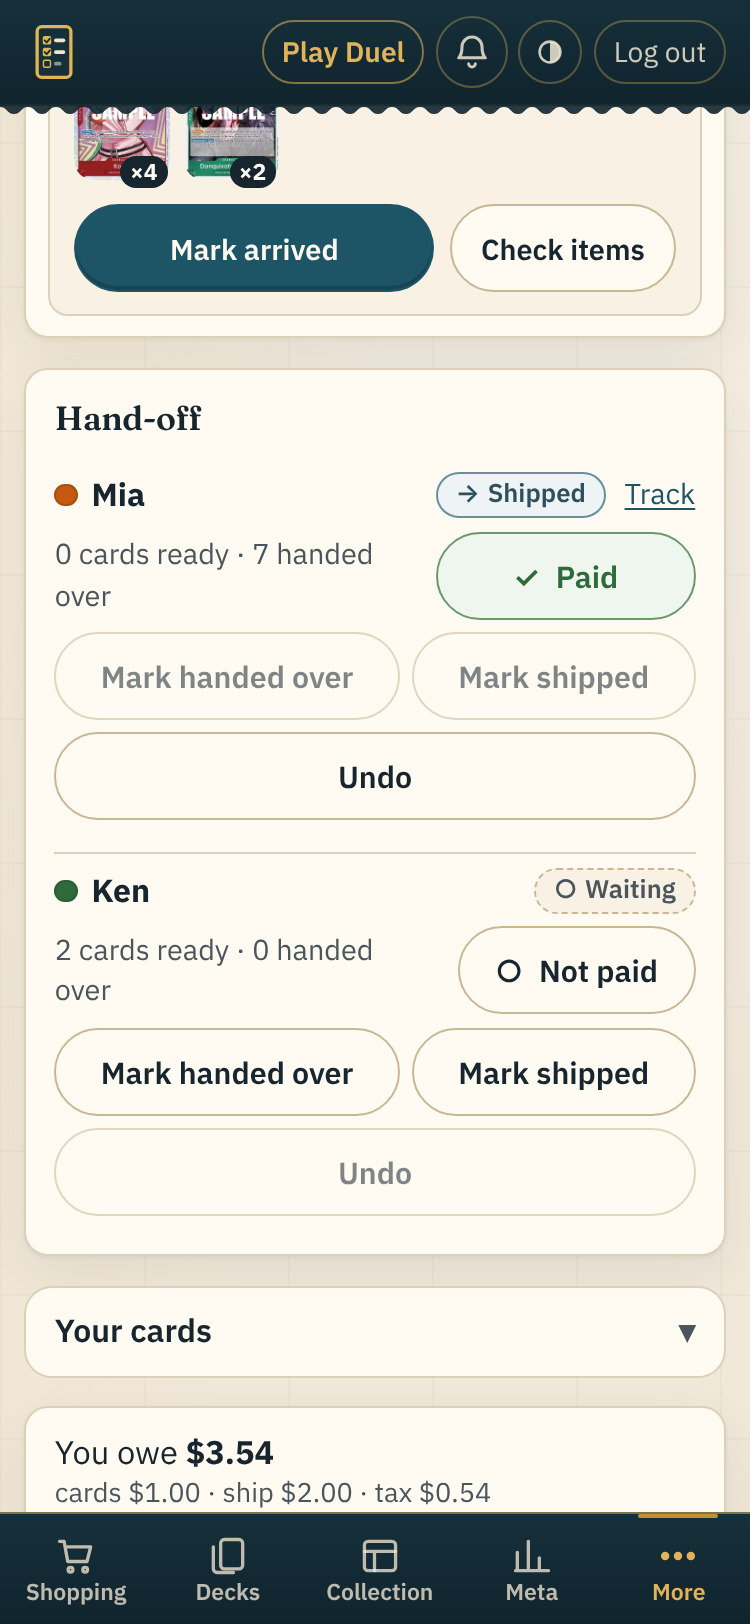 Play Duel
Log out
×4
×2
Mark arrived
Check items
Hand-off
Mia
→ Shipped
Track
0 cards ready · 7 handed
over
✓ Paid
Mark handed over
Mark shipped
Undo
Ken
Waiting
2 cards ready · 0 handed
over
Not paid
Mark handed over
Mark shipped
Undo
Your cards
▼
You owe $3.54
cards $1.00 · ship $2.00 · tax $0.54
Shopping
Decks
Collection
Meta
More